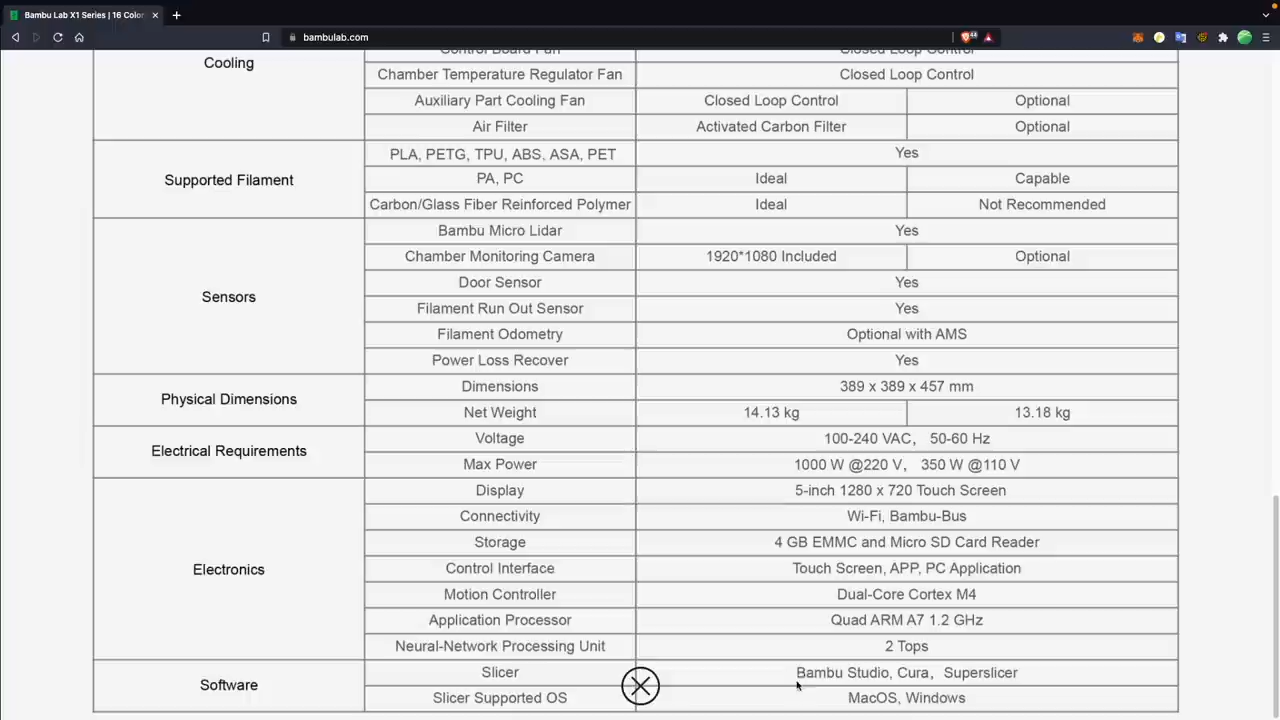 Bambu Lab X1 Series | 16 Color
bambulab.com
Control Board Fan Closed Loop Control
Cooling
Chamber Temperature Regulator Fan Closed Loop Control
Auxiliary Part Cooling Fan Closed Loop Control Optional
Air Filter Activated Carbon Filter Optional
PLA, PETG, TPU, ABS, ASA, PET Yes
Supported Filament PA, PC Ideal Capable
Carbon/Glass Fiber Reinforced Polymer Ideal Not Recommended
Bambu Micro Lidar Yes
Chamber Monitoring Camera 1920*1080 Included Optional
Door Sensor Yes
Sensors
Filament Run Out Sensor Yes
Filament Odometry Optional with AMS
Power Loss Recover Yes
Dimensions 389 x 389 x 457 mm
Physical Dimensions
Net Weight 14.13 kg 13.18 kg
Voltage 100-240 VAC, 50-60 Hz
Electrical Requirements
Max Power 1000 W @220 V, 350 W @110 V
Display 5-inch 1280 x 720 Touch Screen
Connectivity Wi-Fi, Bambu-Bus
Storage 4 GB EMMC and Micro SD Card Reader
Electronics Control Interface Touch Screen, APP, PC Application
Motion Controller Dual-Core Cortex M4
Application Processor Quad ARM A7 1.2 GHz
Neural-Network Processing Unit 2 Tops
Slicer Bambu Studio, Cura, Superslicer
Software
Slicer Supported OS MacOS, Windows